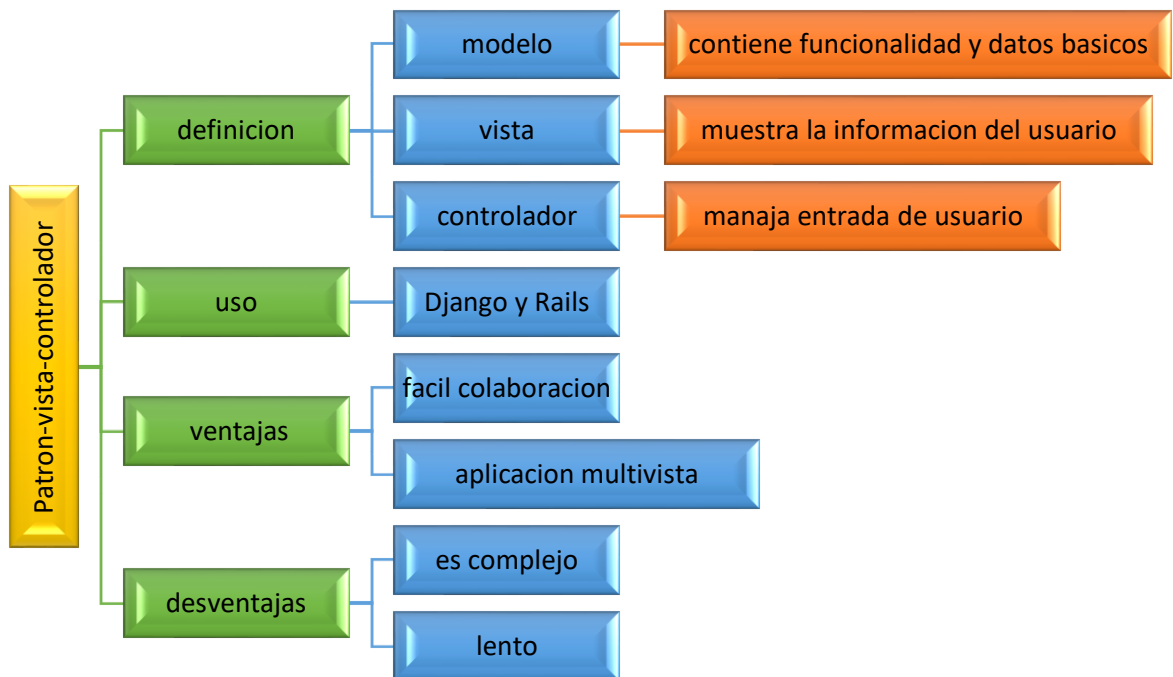 Patron-vista-controlador
definicion
modelo
contiene funcionalidad y datos basicos
vista
muestra la informacion del usuario
controlador
manaja entrada de usuario
uso
Django y Rails
ventajas
facil colaboracion
aplicacion multivista
desventajas
es complejo
lento